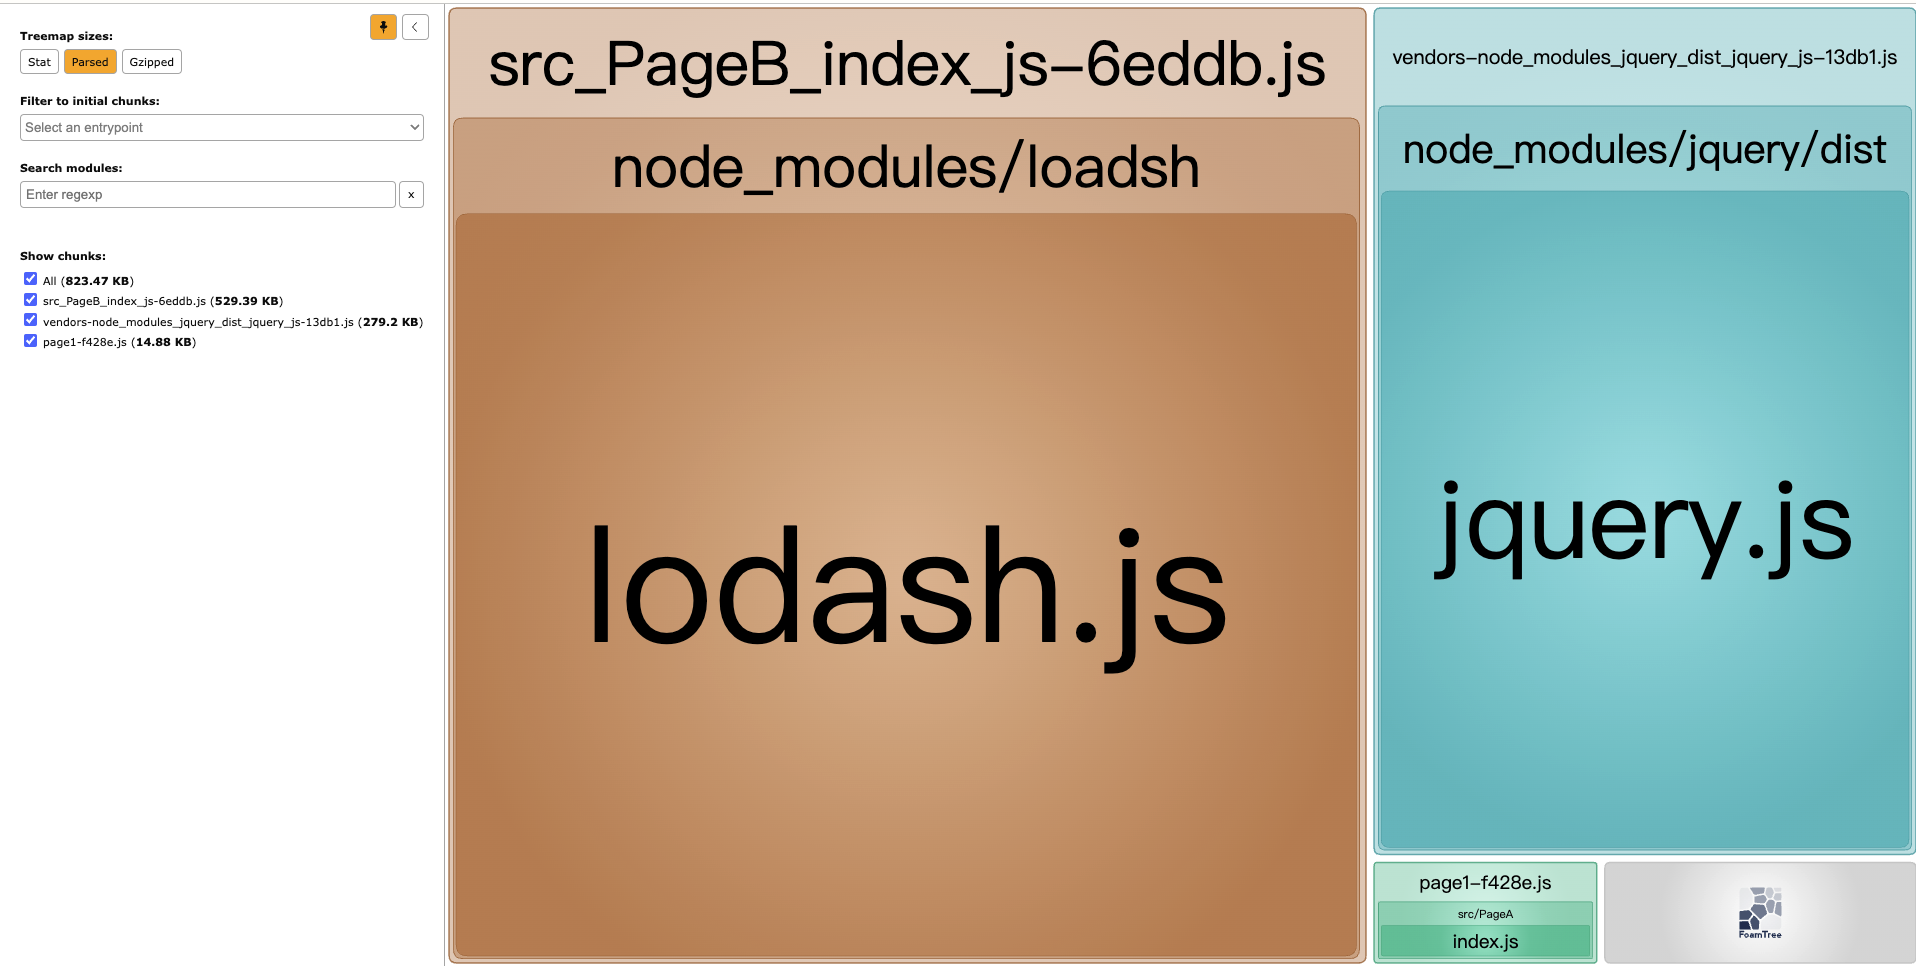 Treemap sizes:
Stat Parsed Gzipped
Filter to initial chunks:
Select an entrypoint
Search modules:
Enter regexp x
Show chunks:
All (823.47 KB)
src_PageB_index_js-6eddb.js (529.39 KB)
vendors-node_modules_jquery_dist_jquery_js-13db1.js (279.2 KB)
page1-f428e.js (14.88 KB)
src_PageB_index_js-6eddb.js
node_modules/loadsh
lodash.js
vendors-node_modules_jquery_dist_jquery_js-13db1.js
node_modules/jquery/dist
jquery.js
page1-f428e.js
src/PageA
index.js
FoamTree